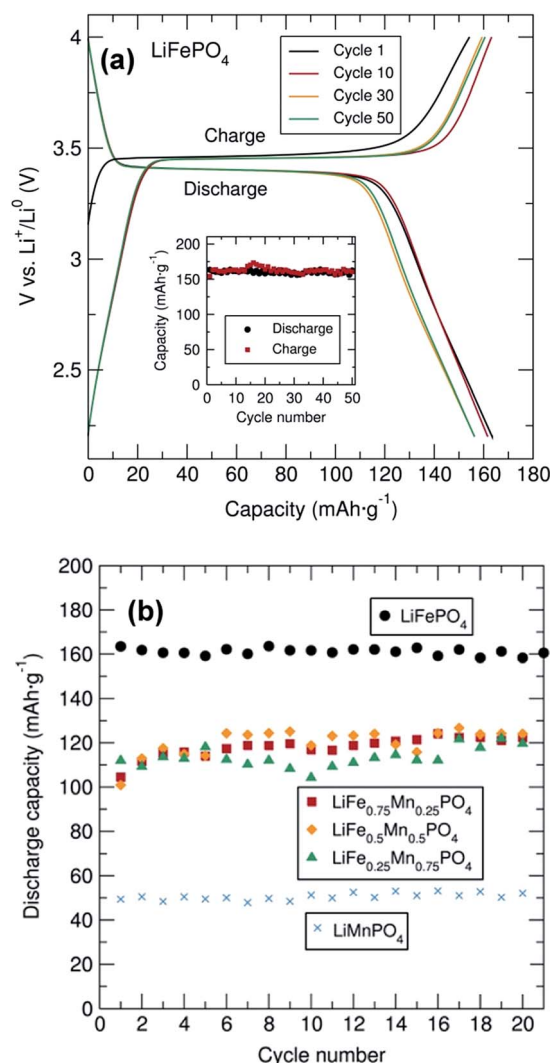 (a)
LiFePO4
Cycle 1
Cycle 10
Cycle 30
Cycle 50
Charge
Discharge
V vs. Li+/Li0 (V)
4
3.5
3
2.5
Capacity (mAh·g-1)
200
150
100
50
0
Discharge
Charge
0 10 20 30 40 50
Cycle number
0 20 40 60 80 100 120 140 160 180
Capacity (mAh·g-1)
(b)
LiFePO4
Discharge capacity (mAh·g-1)
200
180
160
140
120
100
80
60
40
20
0
LiFe0.75Mn0.25PO4
LiFe0.5Mn0.5PO4
LiFe0.25Mn0.75PO4
LiMnPO4
0 2 4 6 8 10 12 14 16 18 20
Cycle number